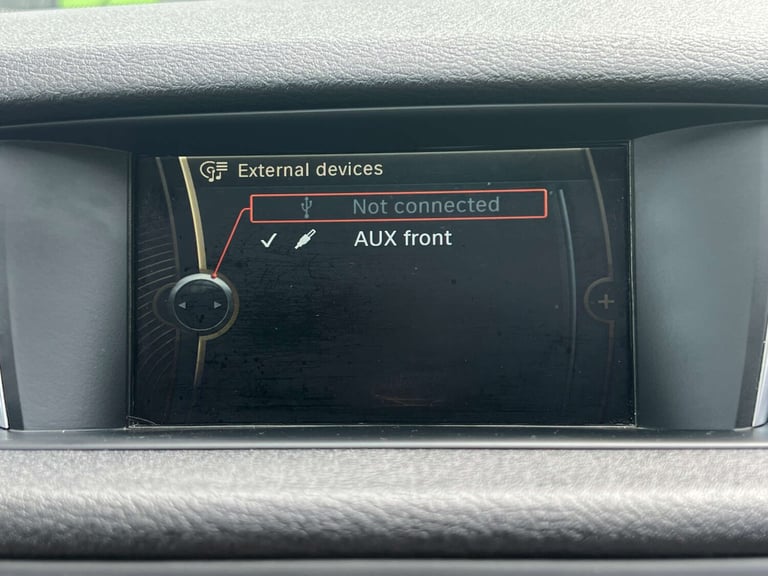 External devices
Not connected
✓ AUX front